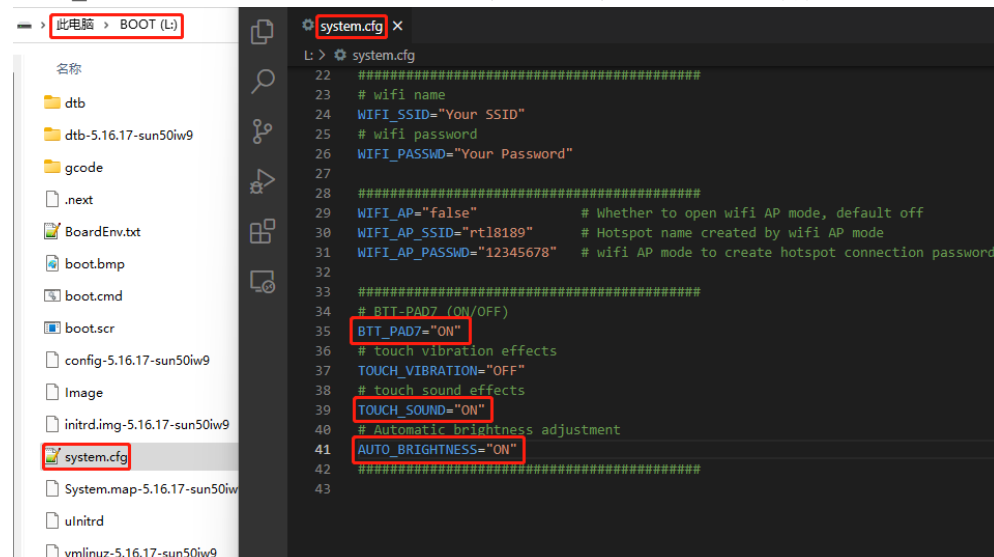 此电脑 > BOOT (L:)
名称
dtb
dtb-5.16.17-sun50iw9
gcode
.next
BoardEnv.txt
boot.bmp
boot.cmd
boot.scr
config-5.16.17-sun50iw9
Image
initrd.img-5.16.17-sun50iw9
system.cfg
System.map-5.16.17-sun50iw
uInitrd
vmlinuz-5.16.17-sun50iw9
system.cfg
L: > system.cfg
22 ###########################################
23 # wifi name
24 WIFI_SSID="Your SSID"
25 # wifi password
26 WIFI_PASSWD="Your Password"
27
28 ###########################################
29 WIFI_AP="false" # Whether to open wifi AP mode, default off
30 WIFI_AP_SSID="rtl8189" # Hotspot name created by wifi AP mode
31 WIFI_AP_PASSWD="12345678" # wifi AP mode to create hotspot connection password
32
33 ###########################################
34 # BTT-PAD7 (ON/OFF)
35 BTT_PAD7="ON"
36 # touch vibration effects
37 TOUCH_VIBRATION="OFF"
38 # touch sound effects
39 TOUCH_SOUND="ON"
40 # Automatic brightness adjustment
41 AUTO_BRIGHTNESS="ON"
42 ###########################################
43